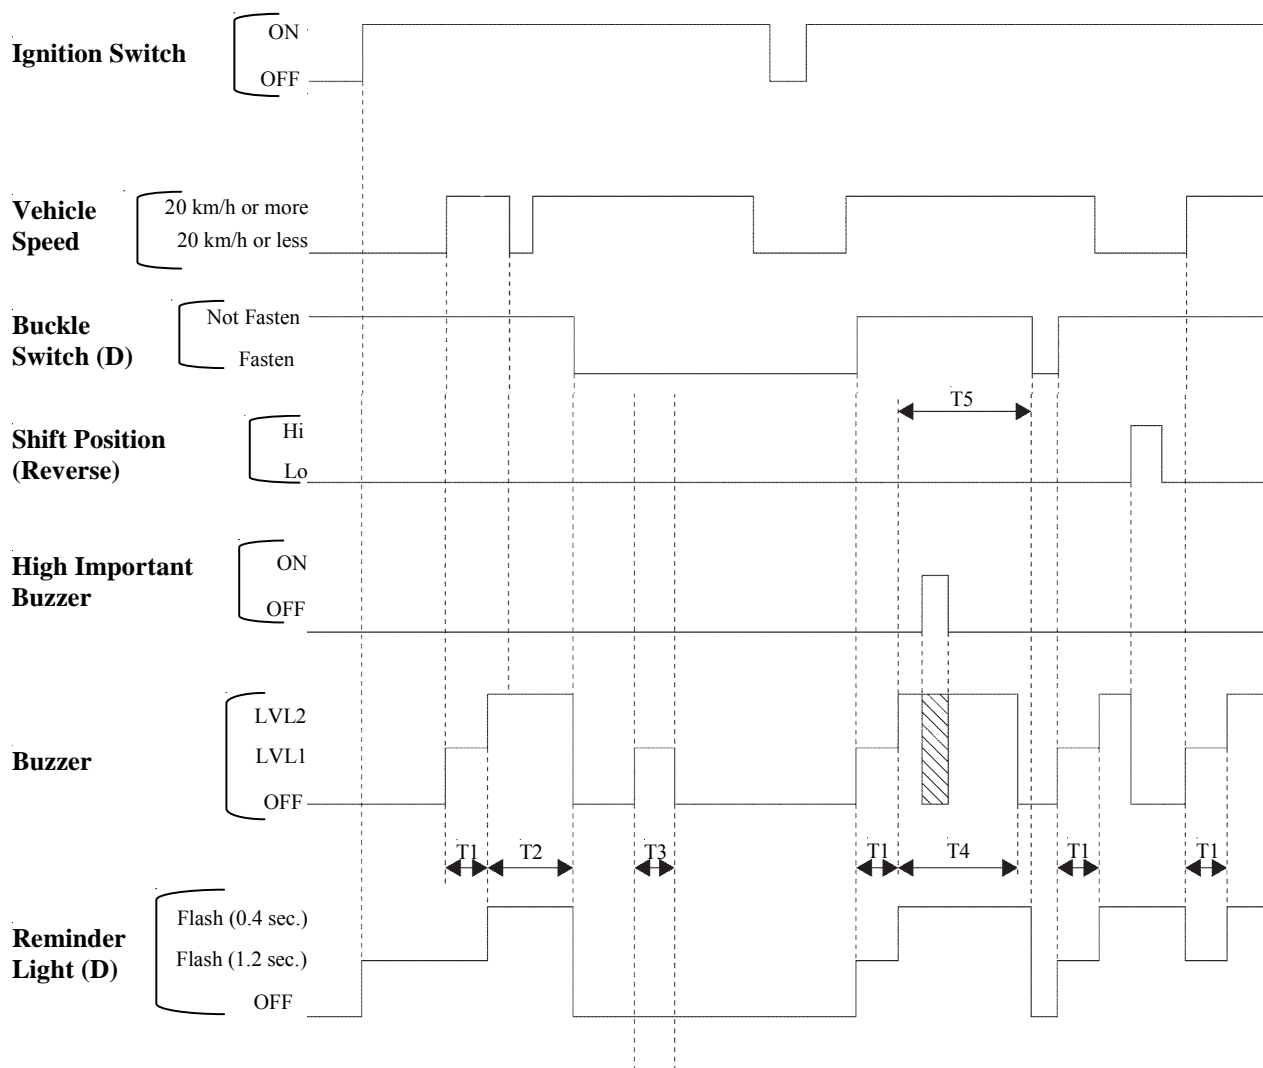 Ignition Switch
ON
OFF
Vehicle
Speed
20 km/h or more
20 km/h or less
Buckle
Switch (D)
Not Fasten
Fasten
T5
Shift Position
(Reverse)
Hi
Lo
High Important
Buzzer
ON
OFF
Buzzer
LVL2
LVL1
OFF
T1
T2
T3
T1
T4
T1
T1
Reminder
Light (D)
Flash (0.4 sec.)
Flash (1.2 sec.)
OFF